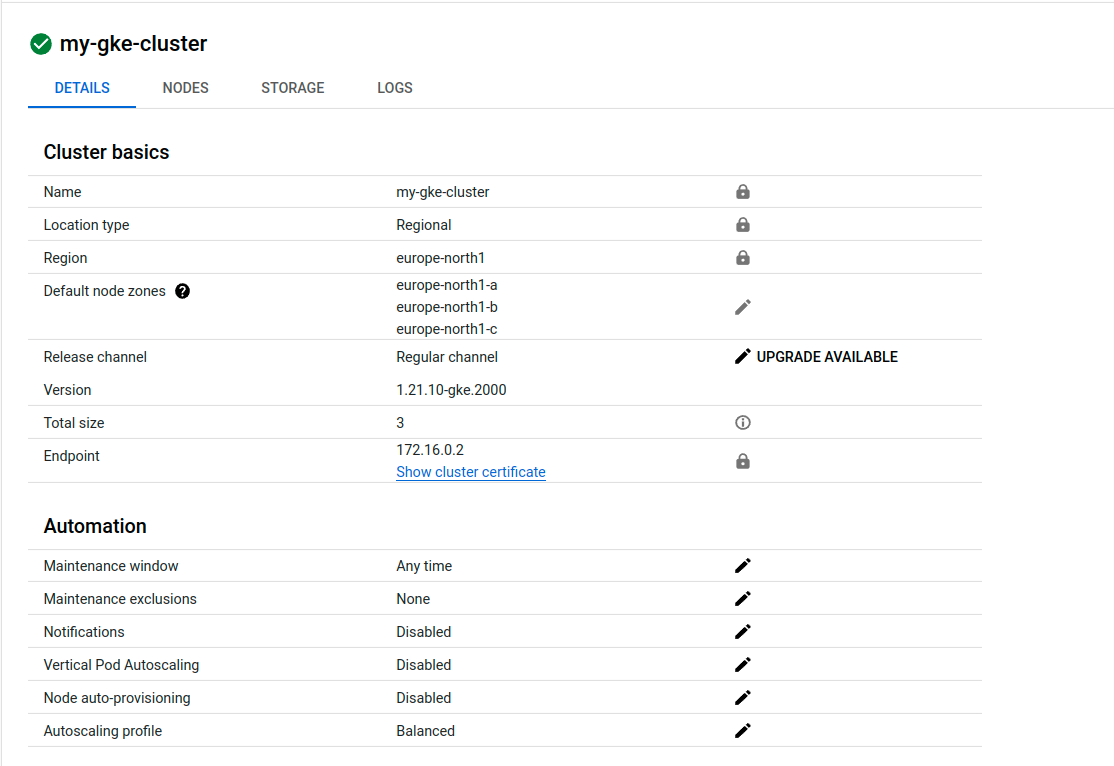 my-gke-cluster
DETAILS NODES STORAGE LOGS
Cluster basics
Name my-gke-cluster
Location type Regional
Region europe-north1
Default node zones europe-north1-a
europe-north1-b
europe-north1-c
Release channel Regular channel UPGRADE AVAILABLE
Version 1.21.10-gke.2000
Total size 3
Endpoint 172.16.0.2
Show cluster certificate
Automation
Maintenance window Any time
Maintenance exclusions None
Notifications Disabled
Vertical Pod Autoscaling Disabled
Node auto-provisioning Disabled
Autoscaling profile Balanced